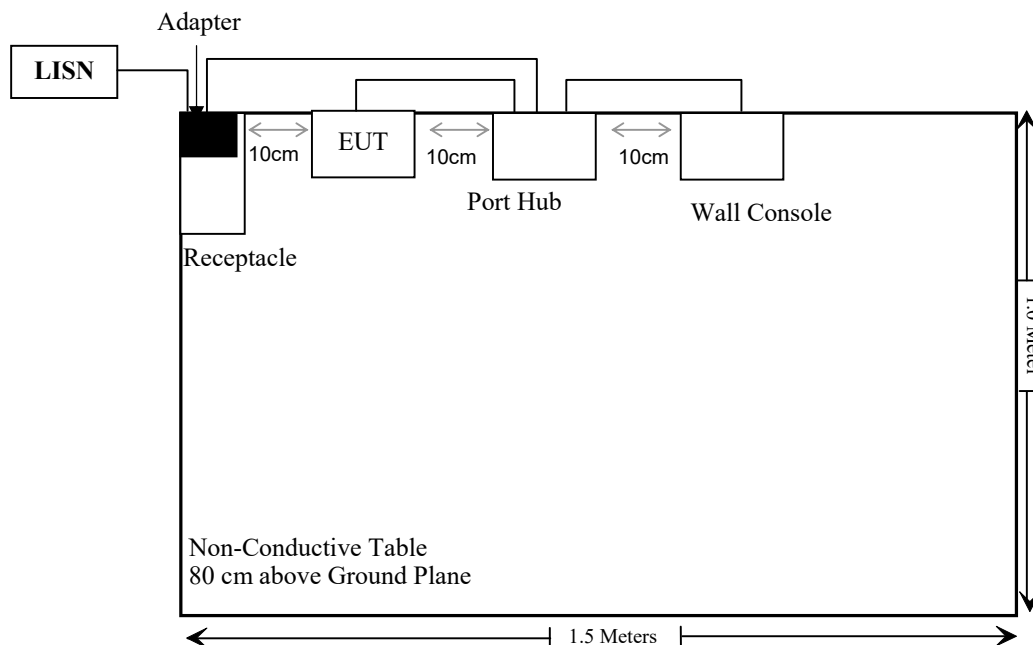 Adapter
LISN
EUT
10cm
10cm
10cm
Port Hub
Wall Console
Receptacle
Non-Conductive Table
80 cm above Ground Plane
1.5 Meters